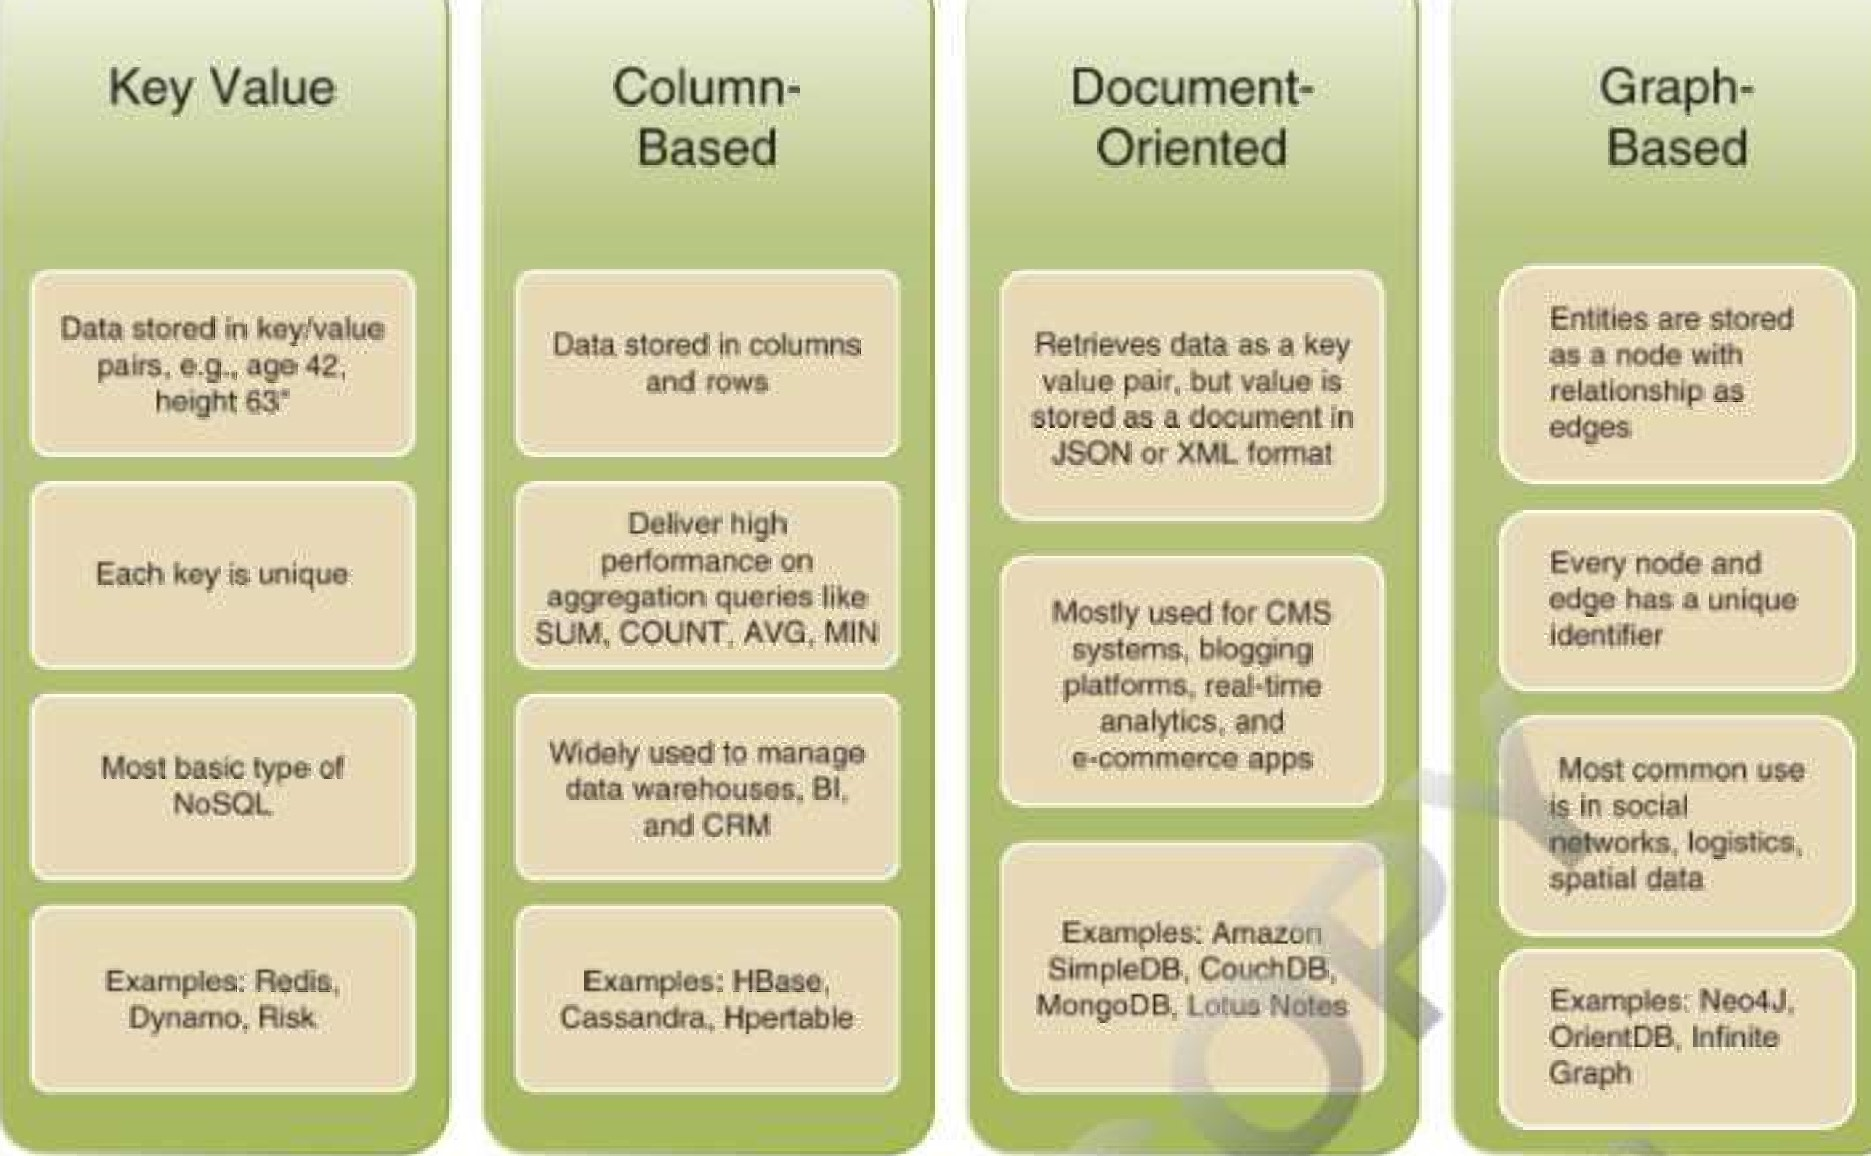 Key Value
Data stored in key/value
pairs, e.g., age 42,
height 63"
Each key is unique
Most basic type of
NoSQL
Examples: Redis,
Dynamo, Risk
Column-
Based
Data stored in columns
and rows
Deliver high
performance on
aggregation queries like
SUM, COUNT, AVG, MIN
Widely used to manage
data warehouses, BI,
and CRM
Examples: HBase,
Cassandra, Hpertable
Document-
Oriented
Retrieves data as a key
value pair, but value is
stored as a document in
JSON or XML format
Mostly used for CMS
systems, blogging
platforms, real-time
analytics, and
e-commerce apps
Examples: Amazon
SimpleDB, CouchDB,
MongoDB, Lotus Notes
Graph-
Based
Entities are stored
as a node with
relationship as
edges
Every node and
edge has a unique
identifier
Most common use
is in social
networks, logistics,
spatial data
Examples: Neo4J,
OrientDB, Infinite
Graph